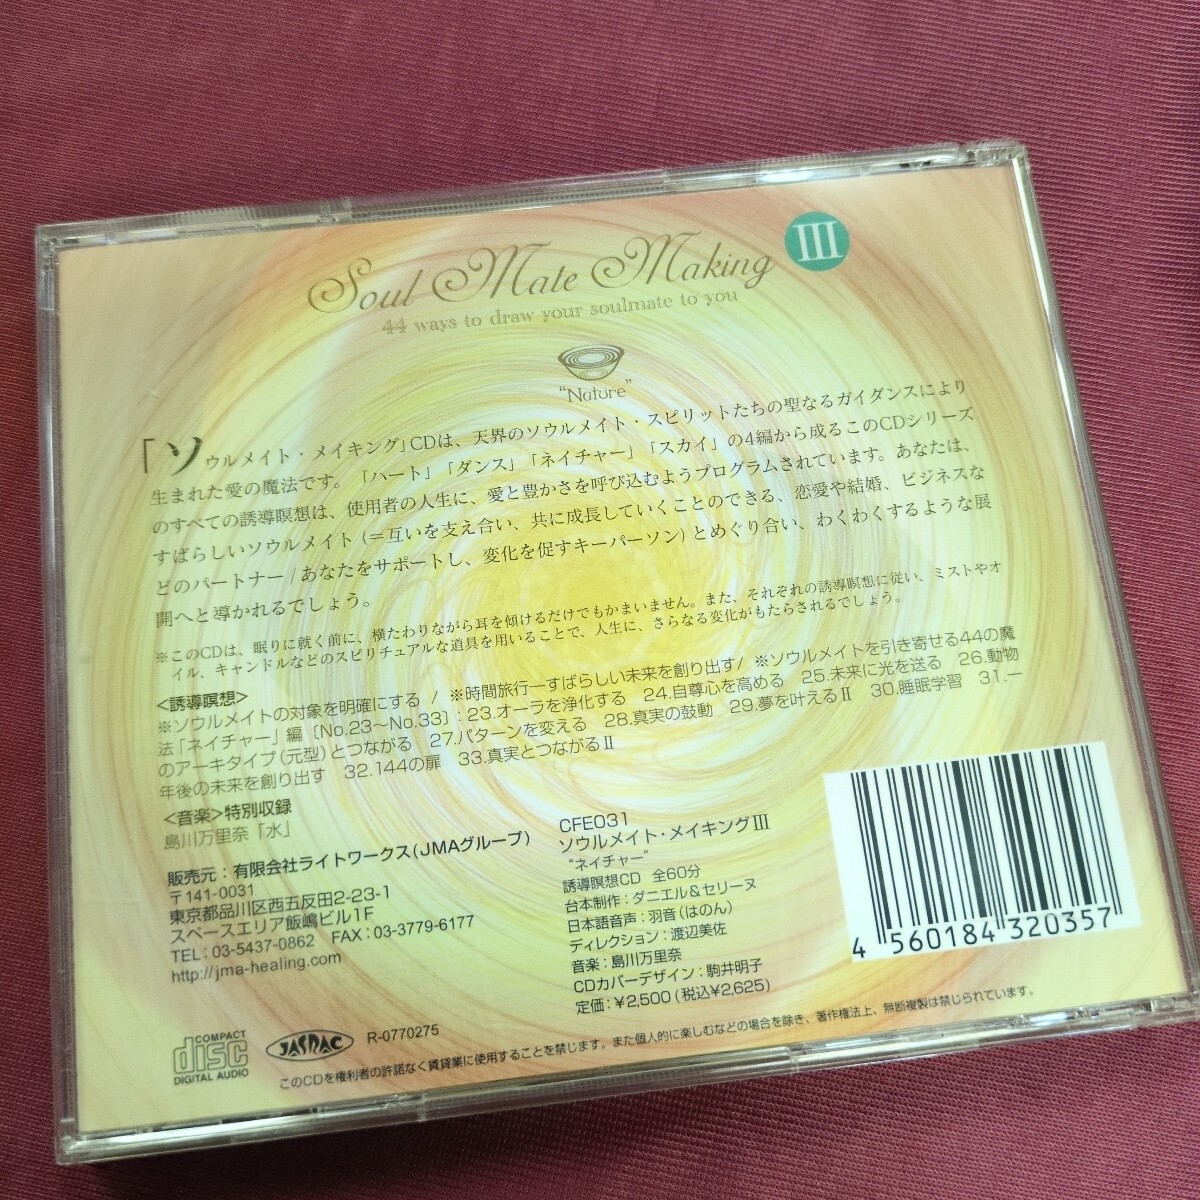 Soul Mate Making III
44 ways to draw your soulmate to you
"Nature"
「ソウルメイト・メイキング」CDは、天界のソウルメイト・スピリットたちの聖なるガイダンスにより
生まれた愛の魔法です。「ハート」「ダンス」「ネイチャー」「スカイ」の4編から成るこのCDシリーズ
のすべての誘導瞑想は、使用者の人生に、愛と豊かさを呼び込むようプログラムされています。あなたは、
すばらしいソウルメイト(=互いを支え合い、共に成長していくことのできる、恋愛や結婚、ビジネスな
どのパートナー/あなたをサポートし、変化を促すキーパーソン)とめぐり合い、わくわくするような展
開へと導かれるでしょう。
※このCDは、眠りに就く前に、横たわりながら耳を傾けるだけでもかまいません。また、それぞれの誘導瞑想に従い、ミストやオ
イル、キャンドルなどのスピリチュアルな道具を用いることで、人生に、さらなる変化がもたらされるでしょう。
<誘導瞑想>
※ソウルメイトの対象を明確にする / ※時間旅行ーすばらしい未来を創り出す/ ※ソウルメイトを引き寄せる44の魔
法「ネイチャー」編〔No.23〜No.33〕:23.オーラを浄化する 24.自尊心を高める 25.未来に光を送る 26.動物
のアーキタイプ(元型)とつながる 27.パターンを変える 28.真実の鼓動 29.夢を叶えるⅡ 30.睡眠学習 31.一
年後の未来を創り出す 32.144の扉 33.真実とつながるⅡ
<音楽>特別収録
島川万里奈「水」
販売元:有限会社ライトワークス(JMAグループ)
〒141-0031
東京都品川区西五反田2-23-1
スペースエリア飯嶋ビル1F
TEL:03-5437-0862 FAX:03-3779-6177
http://jma-healing.com
CFE031
ソウルメイト・メイキングⅢ
"ネイチャー"
誘導瞑想CD 全60分
台本制作:ダニエル&セリーヌ
日本語音声:羽音(はのん)
ディレクション:渡辺美佐
音楽:島川万里奈
CDカバーデザイン:駒井明子
定価:¥2,500(税込¥2,625)
4 560184 320357
COMPACT
disc
DIGITAL AUDIO
JASRAC
R-0770275
このCDを権利者の許諾なく賃貸業に使用することを禁じます。また個人的に楽しむなどの場合を除き、著作権法上、無断複製は禁じられています。